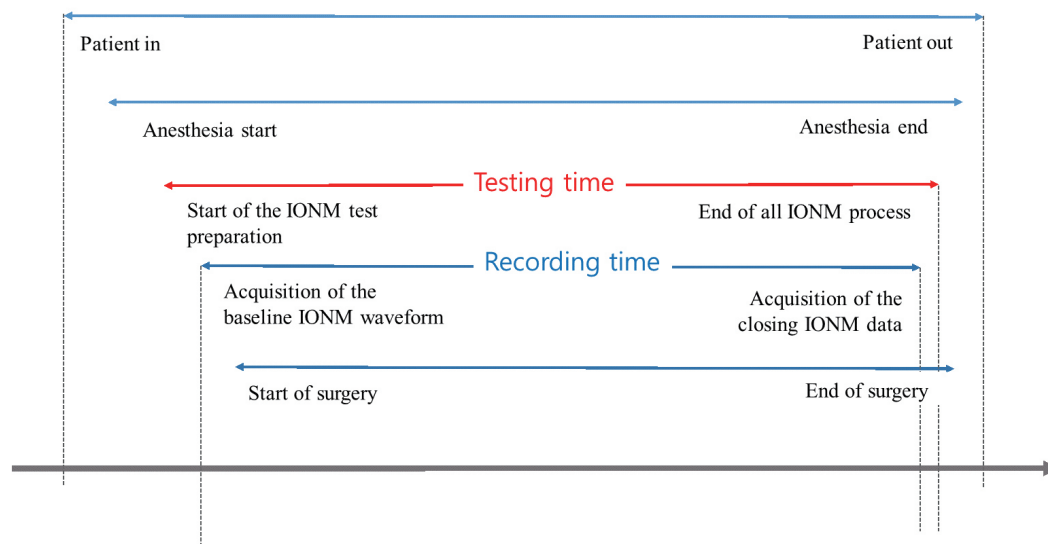 Patient in
Patient out
Anesthesia start
Anesthesia end
Testing time
Start of the IONM test
preparation
End of all IONM process
Recording time
Acquisition of the
baseline IONM waveform
Acquisition of the
closing IONM data
Start of surgery
End of surgery